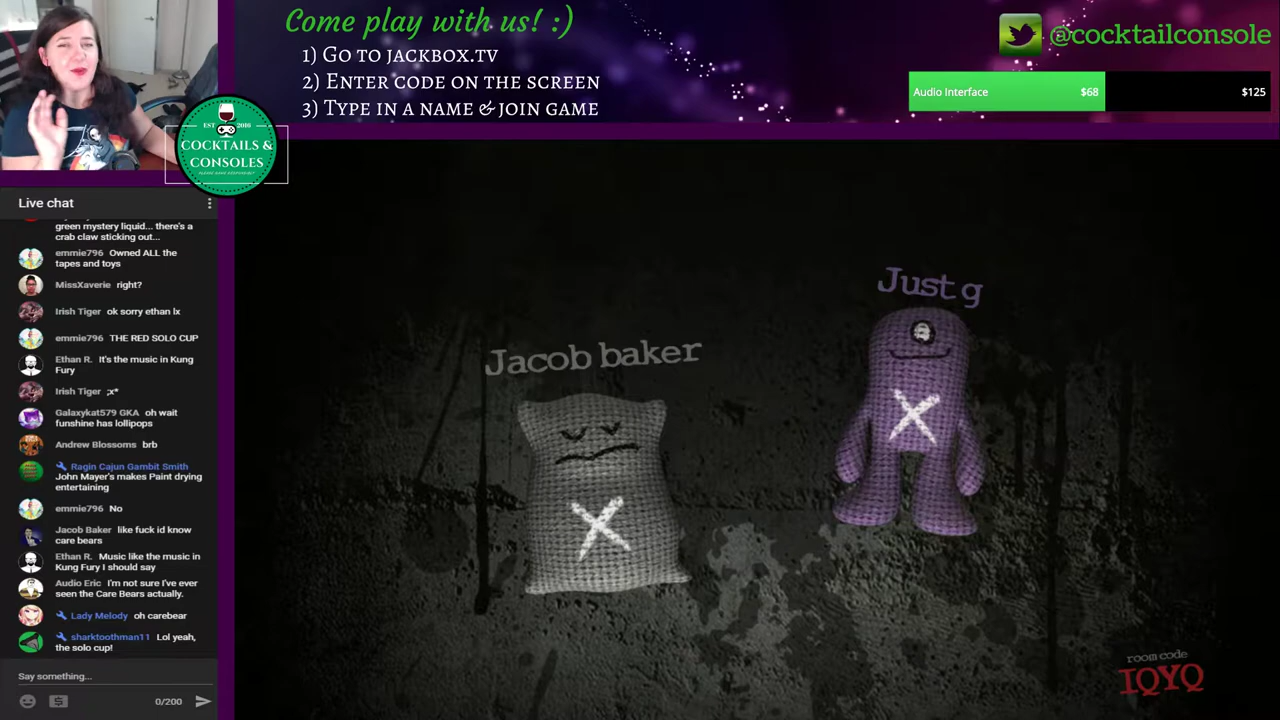 Come play with us! :)
1) Go to jackbox.tv
2) Enter code on the screen
3) Type in a name & join game
@cocktailconsole
Audio Interface $68 $125
EST 2016
COCKTAILS &
CONSOLES
Live chat
green mystery liquid... there's a
crab claw sticking out...
emmie796 Owned ALL the
tapes and toys
MissXaverie right?
Irish Tiger ok sorry ethan lx
emmie796 THE RED SOLO CUP
Ethan R. It's the music in Kung
Fury
Irish Tiger ;x*
Galaxykat579 GKA oh wait
funshine has lollipops
Andrew Blossoms brb
Ragin Cajun Gambit Smith
John Mayer's makes Paint drying
entertaining
emmie796 No
Jacob Baker like fuck id know
care bears
Ethan R. Music like the music in
Kung Fury I should say
Audio Eric I'm not sure I've ever
seen the Care Bears actually.
Lady Melody oh carebear
sharktoothman11 Lol yeah,
the solo cup!
Say something...
0/200
Just g
Jacob baker
X
X
room code
IQYQ